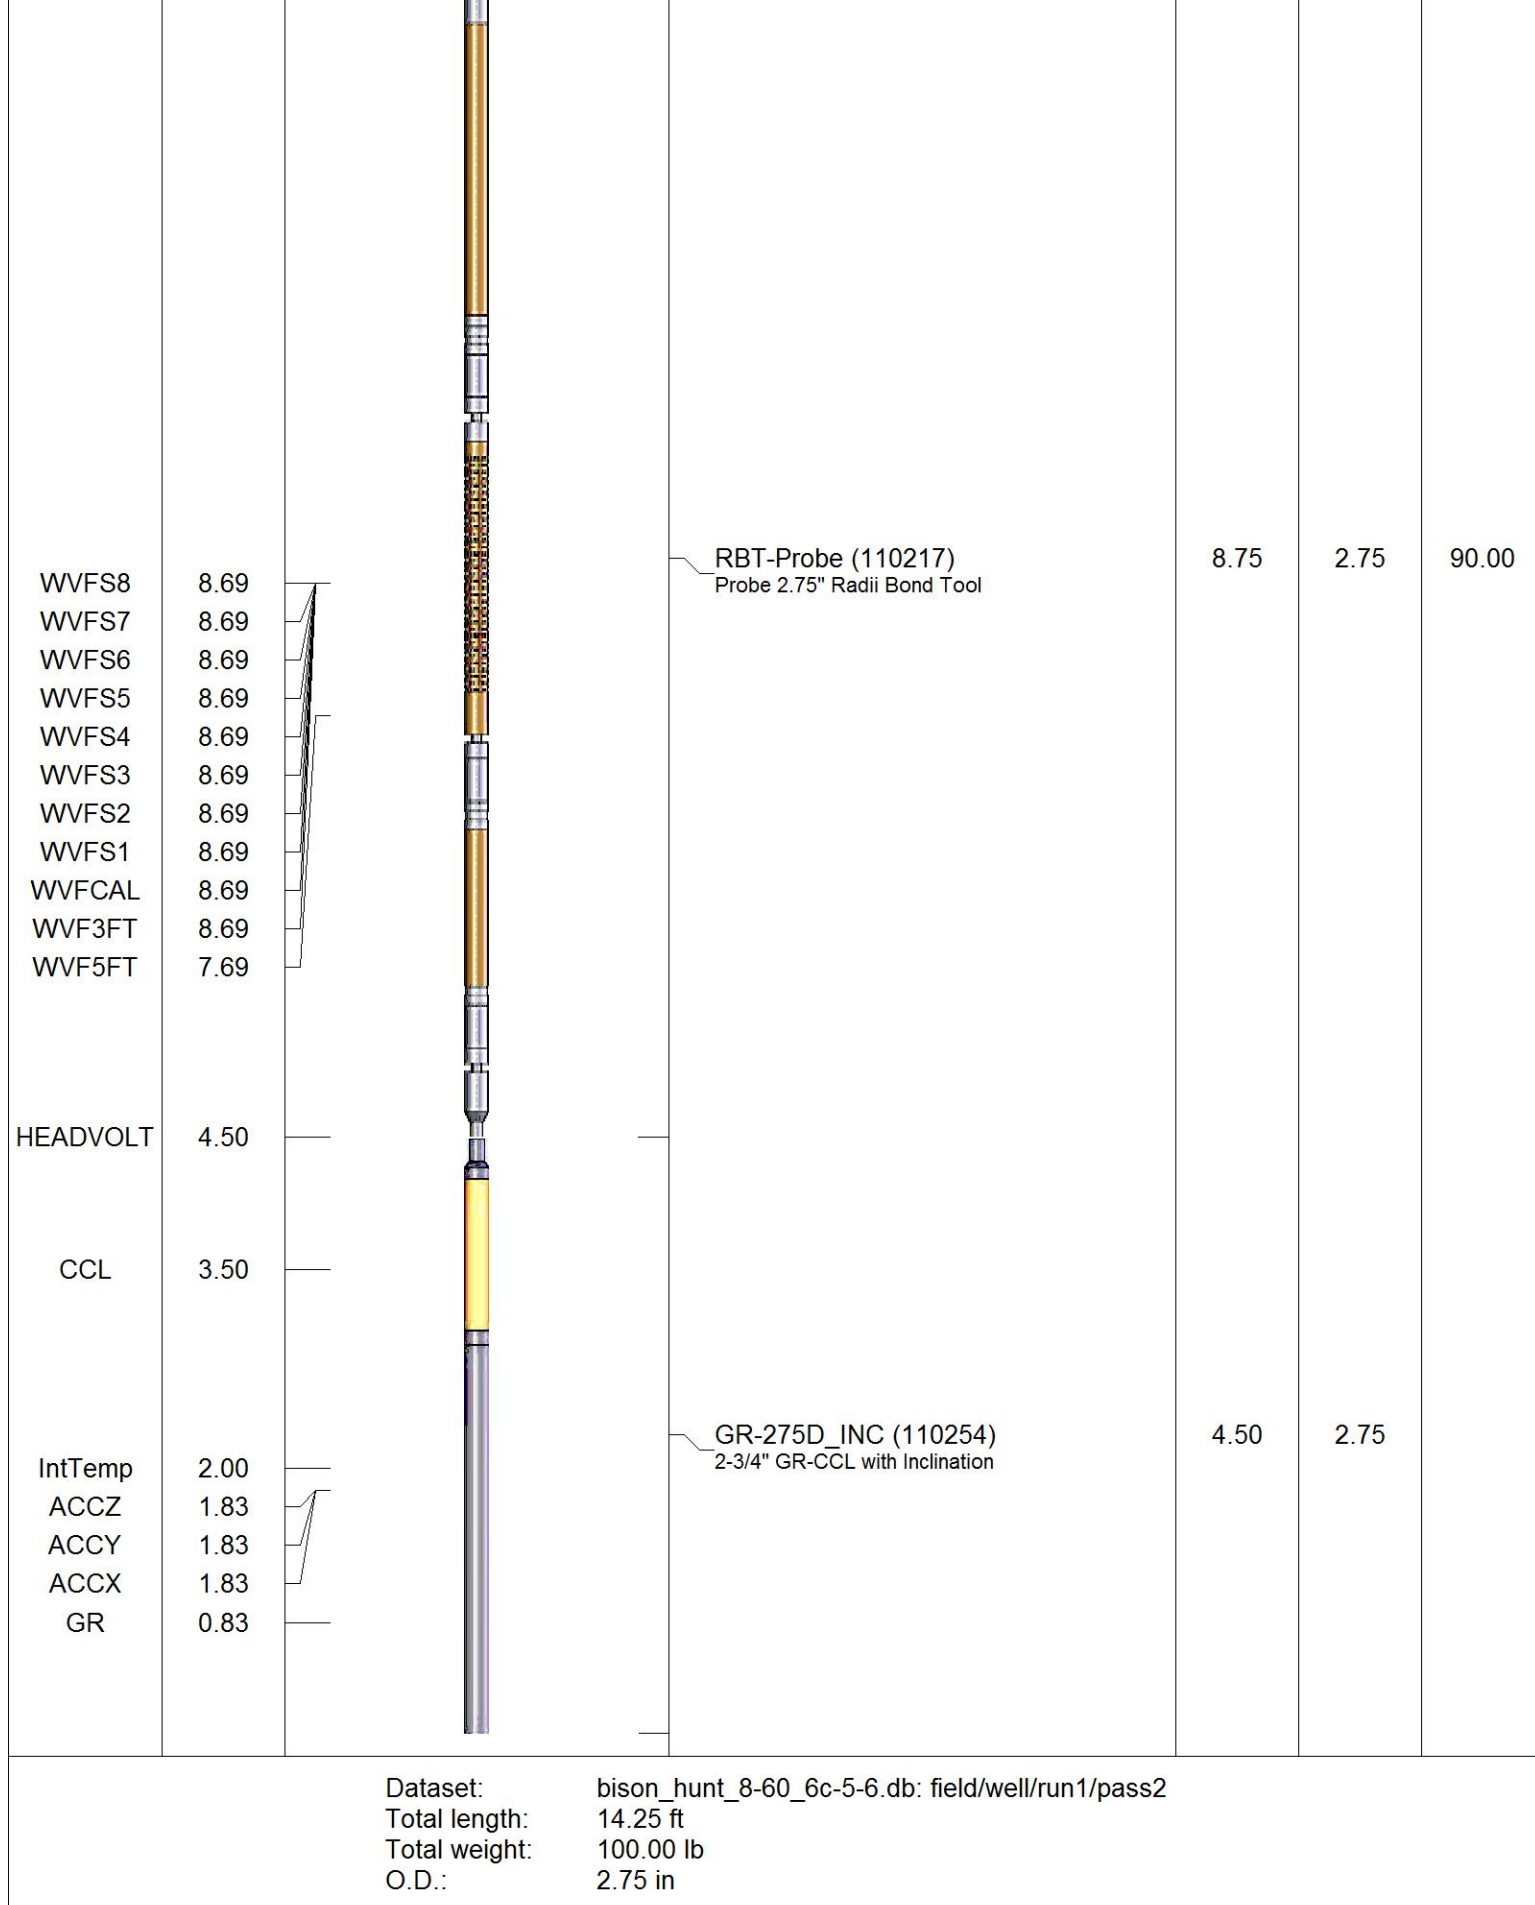 RBT-Probe (110217) 8.75 2.75 90.00
Probe 2.75" Radii Bond Tool
WVFS8 8.69
WVFS7 8.69
WVFS6 8.69
WVFS5 8.69
WVFS4 8.69
WVFS3 8.69
WVFS2 8.69
WVFS1 8.69
WVFCAL 8.69
WVF3FT 8.69
WVF5FT 7.69
HEADVOLT 4.50
CCL 3.50
GR-275D_INC (110254) 4.50 2.75
2-3/4" GR-CCL with Inclination
IntTemp 2.00
ACCZ 1.83
ACCY 1.83
ACCX 1.83
GR 0.83
Dataset: bison_hunt_8-60_6c-5-6.db: field/well/run1/pass2
Total length: 14.25 ft
Total weight: 100.00 lb
O.D.: 2.75 in